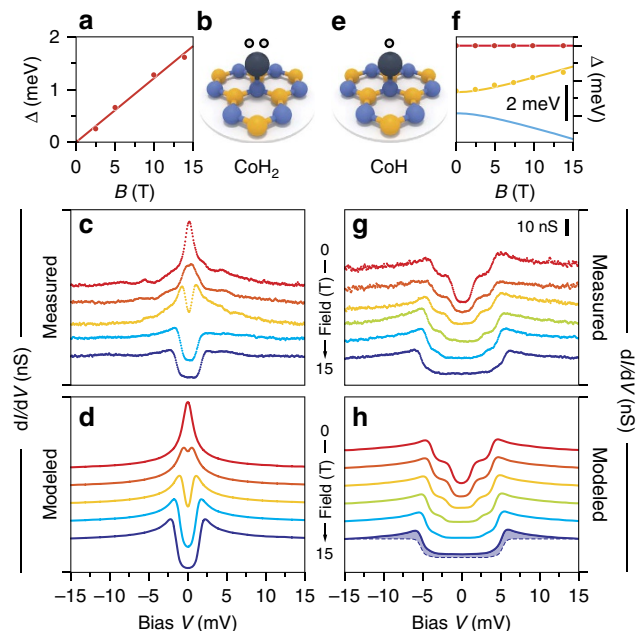 a
b
e
f
Δ (meV)
2
1
0
0
5
10
15
B (T)
CoH₂
CoH
2 meV
0
5
10
15
B (T)
Δ (meV)
c
g
10 nS
Measured
0
Field (T)
15
Measured
dI/dV (nS)
dI/dV (nS)
d
h
Modeled
0
Field (T)
15
Modeled
−15 −10 −5 0 5 10 15
−15 −10 −5 0 5 10 15
Bias V (mV)
Bias V (mV)